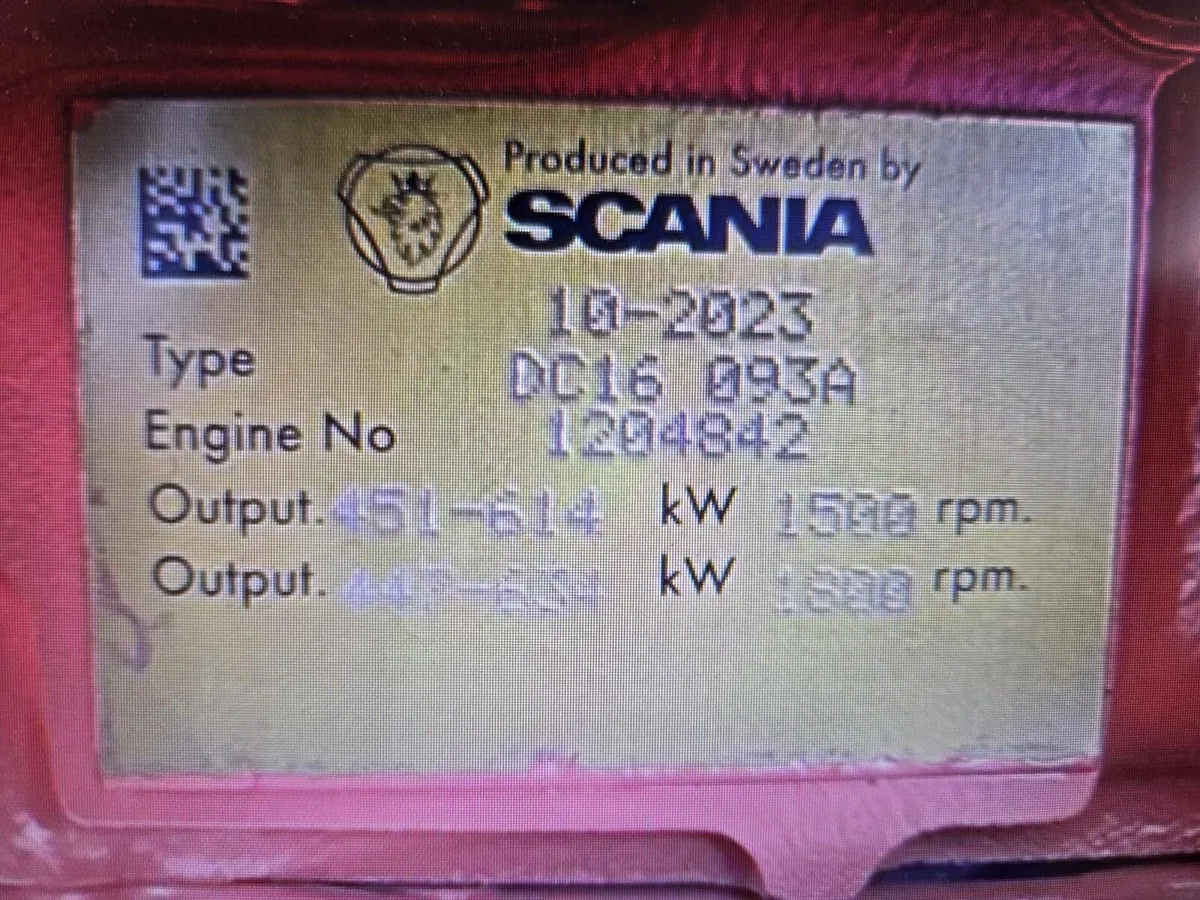 Produced in Sweden by
SCANIA
10-2023
Type DC16 093A
Engine No 1204842
Output. 451-614 kW 1500 rpm.
Output. kW 1800 rpm.